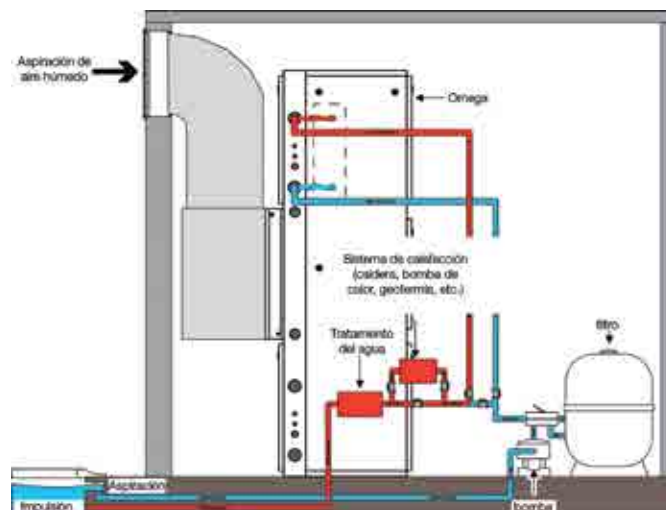 Aspiración de
aire húmedo
Omega
Sistema de calefacción
(caldera, bomba de
calor, geotermia, etc.)
Tratamento
del agua
filtro
Aspiración
Impulsión
bomba